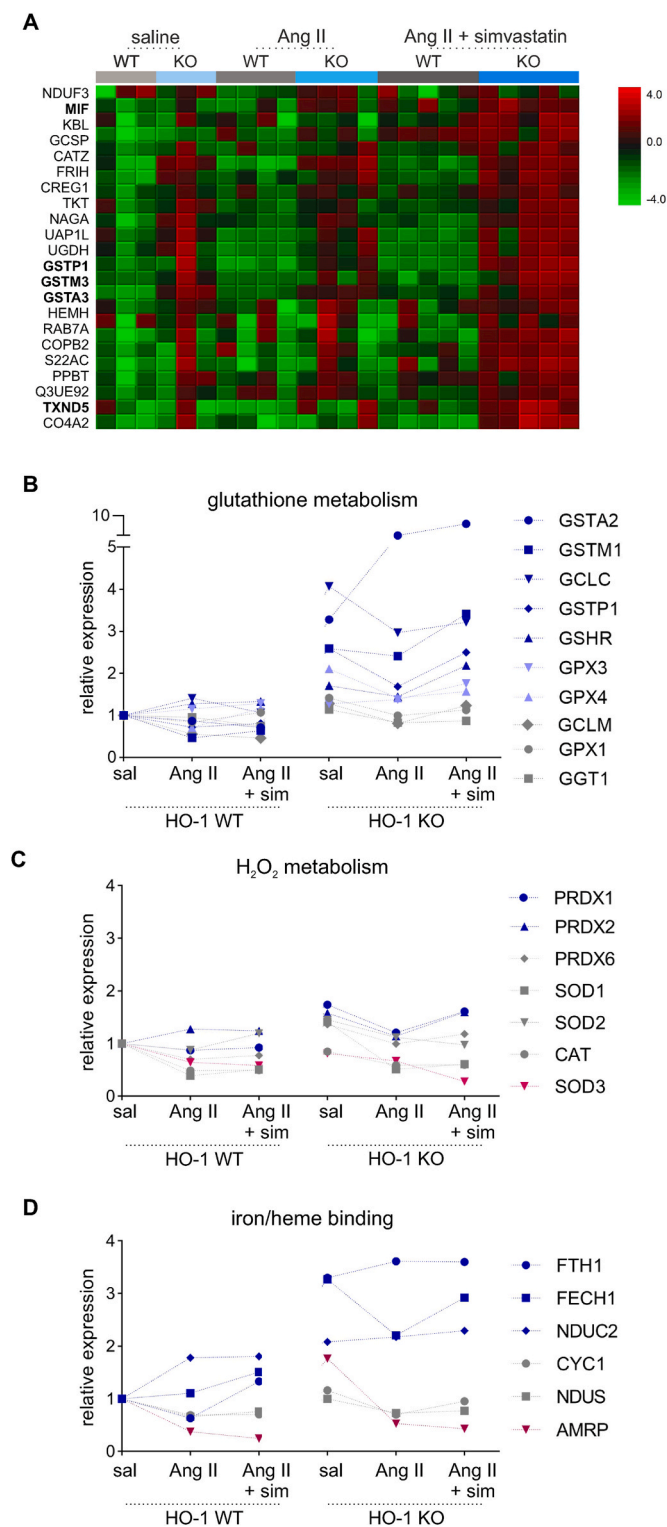 A
saline Ang II Ang II + simvastatin
WT KO WT KO WT KO
NDUF3
MIF
KBL
GCSP
CATZ
FRIH
CREG1
TKT
NAGA
UAP1L
UGDH
GSTP1
GSTM3
GSTA3
HEMH
RAB7A
COPB2
S22AC
PPBT
Q3UE92
TXND5
CO4A2
4.0
0
-4.0
B
glutathione metabolism
relative expression
10
5
4
3
2
1
0
sal Ang II Ang II + sim sal Ang II Ang II + sim
HO-1 WT HO-1 KO
GSTA2
GSTM1
GCLC
GSTP1
GSHR
GPX3
GPX4
GCLM
GPX1
GGT1
C
H₂O₂ metabolism
relative expression
4
3
2
1
0
sal Ang II Ang II + sim sal Ang II Ang II + sim
HO-1 WT HO-1 KO
PRDX1
PRDX2
PRDX6
SOD1
SOD2
CAT
SOD3
D
iron/heme binding
relative expression
4
3
2
1
0
sal Ang II Ang II + sim sal Ang II Ang II + sim
HO-1 WT HO-1 KO
FTH1
FECH1
NDUC2
CYC1
NDUS
AMRP